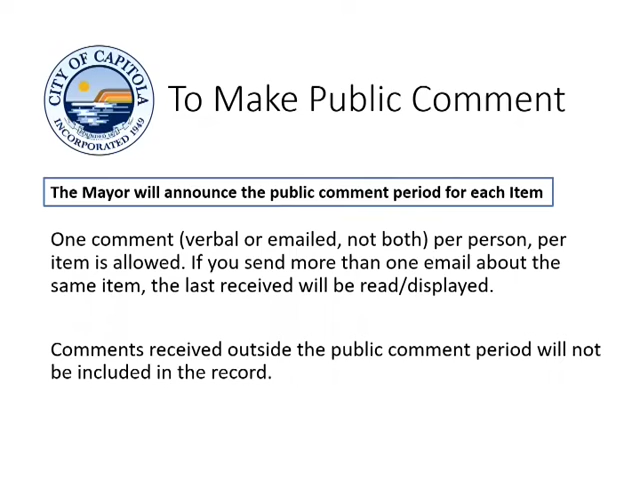 CITY OF CAPITOLA
INCORPORATED 1949
To Make Public Comment
The Mayor will announce the public comment period for each Item
One comment (verbal or emailed, not both) per person, per
item is allowed. If you send more than one email about the
same item, the last received will be read/displayed.
Comments received outside the public comment period will not
be included in the record.